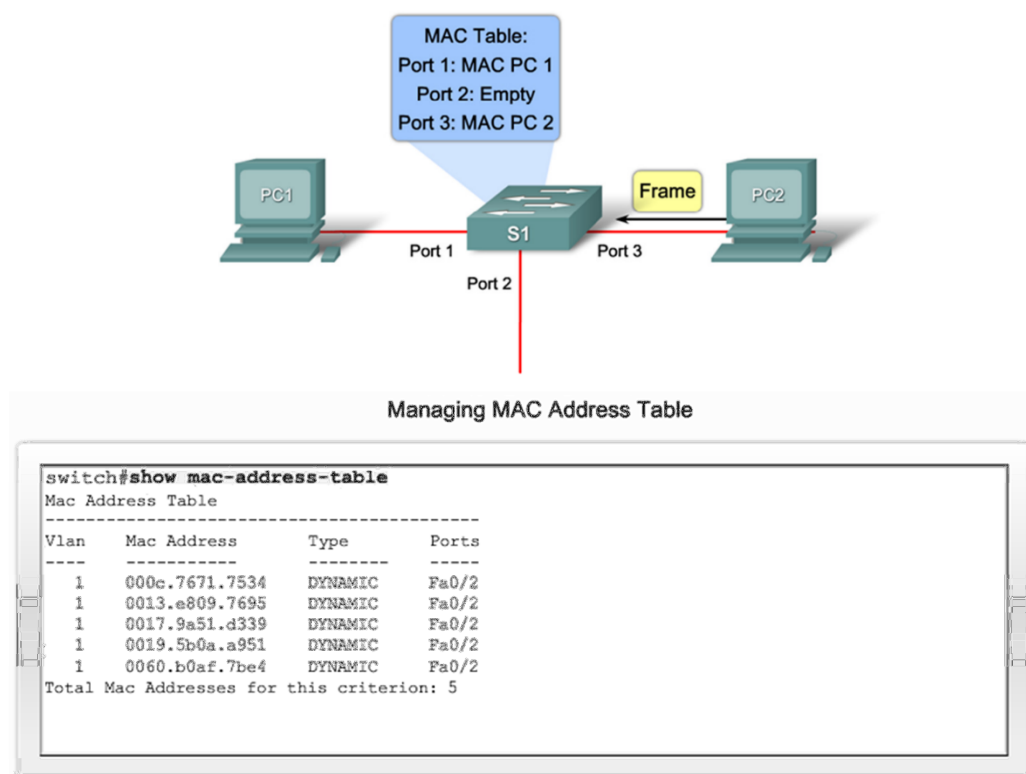 MAC Table:
Port 1: MAC PC 1
Port 2: Empty
Port 3: MAC PC 2
PC1
Frame
PC2
S1
Port 1
Port 3
Port 2
Managing MAC Address Table
switch#show mac-address-table
Mac Address Table
-------------------------------------------
Vlan Mac Address Type Ports
---- ----------- -------- -----
1 000c.7671.7534 DYNAMIC Fa0/2
1 0013.e809.7695 DYNAMIC Fa0/2
1 0017.9a51.d339 DYNAMIC Fa0/2
1 0019.5b0a.a951 DYNAMIC Fa0/2
1 0060.b0af.7be4 DYNAMIC Fa0/2
Total Mac Addresses for this criterion: 5